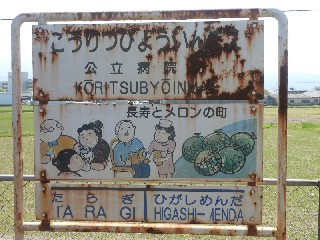 こうりつびょういんまえ
公立病院前
KŌRITSUBYŌIN
長寿とメロンの町
たらぎ ひがしめんだ
TARAGI HIGASHI-MENDA